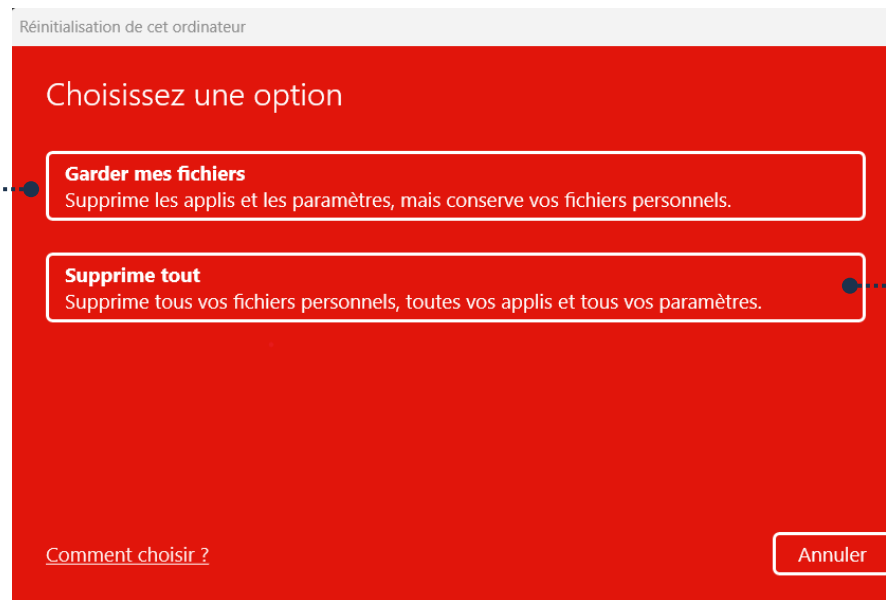 Réinitialisation de cet ordinateur
Choisissez une option
Garder mes fichiers
Supprime les applis et les paramètres, mais conserve vos fichiers personnels.
Supprime tout
Supprime tous vos fichiers personnels, toutes vos applis et tous vos paramètres.
Comment choisir ?
Annuler